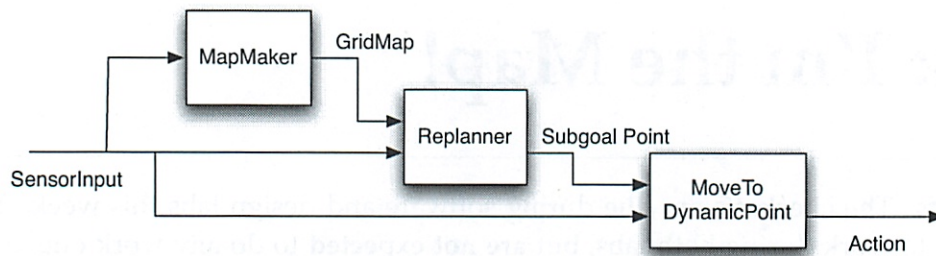 MapMaker
GridMap
Replanner
Subgoal Point
SensorInput
MoveTo
DynamicPoint
Action